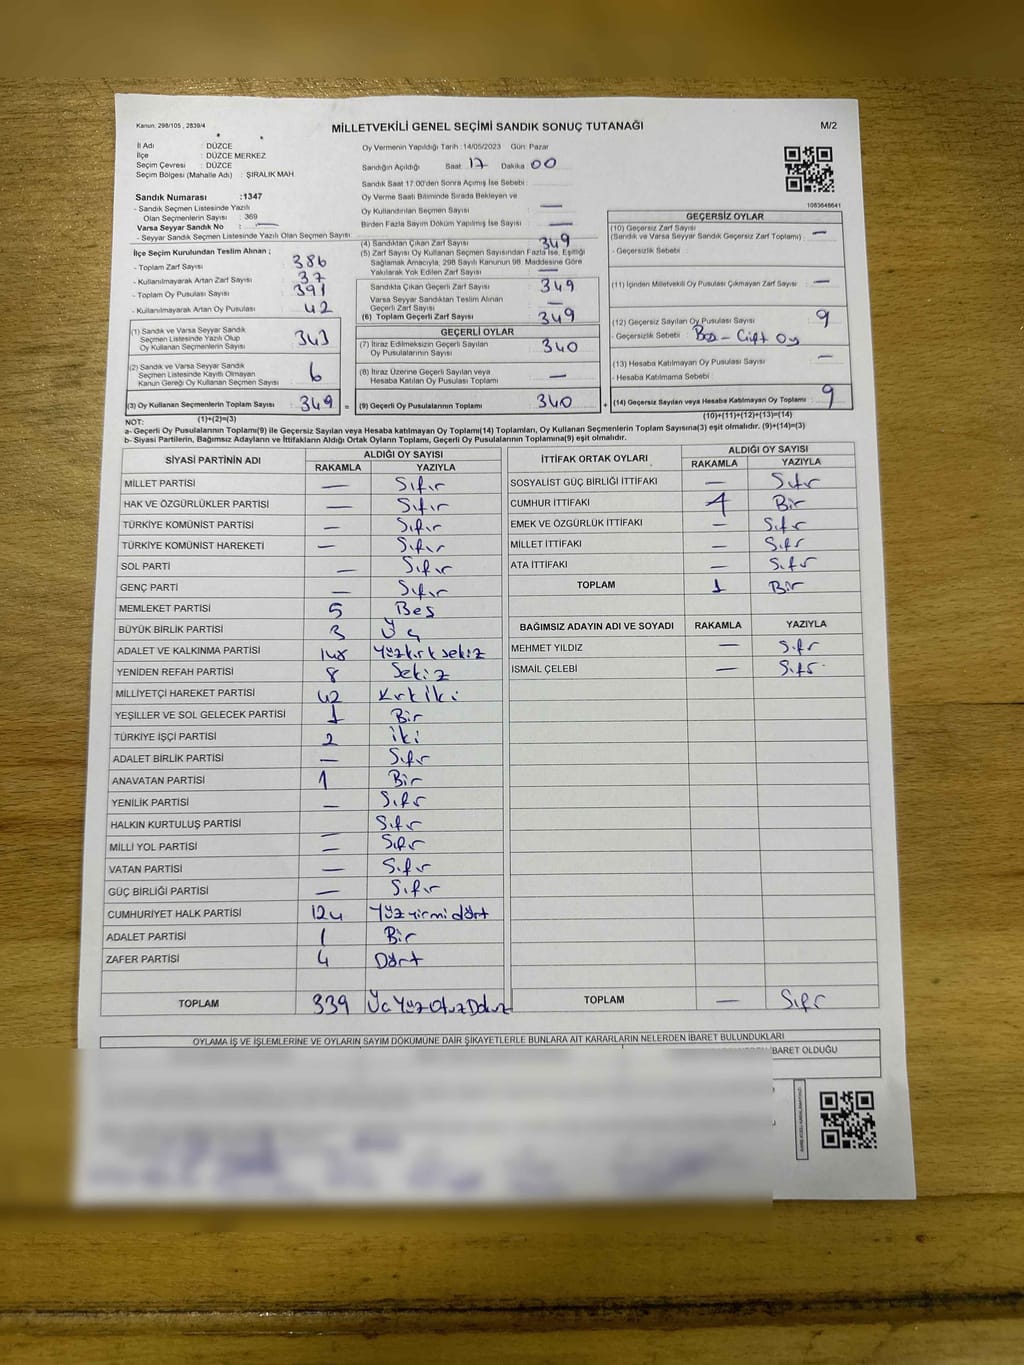 Kanun: 298/105 , 2839/4
MİLLETVEKİLİ GENEL SEÇİMİ SANDIK SONUÇ TUTANAĞI
M/2
İl Adı : DÜZCE
İlçe : DÜZCE MERKEZ
Seçim Çevresi : DÜZCE
Seçim Bölgesi (Mahalle Adı) : ŞIRALIK MAH
Sandık Numarası :1347
- Sandık Seçmen Listesinde Yazılı
Olan Seçmenlerin Sayısı : 369
Varsa Seyyar Sandık No : —
- Seyyar Sandık Seçmen Listesinde Yazılı Olan Seçmen Sayısı
İlçe Seçim Kurulundan Teslim Alınan ;
- Toplam Zarf Sayısı : 386
- Kullanılmayarak Artan Zarf Sayısı : 37
- Toplam Oy Pusulası Sayısı : 391
- Kullanılmayarak Artan Oy Pusulası : 42
(1) Sandık ve Varsa Seyyar Sandık
Seçmen Listesinde Yazılı Olup
Oy Kullanan Seçmenlerin Sayısı : 343
(2) Sandık ve Varsa Seyyar Sandık
Seçmen Listesinde Kayıtlı Olmayan
Kanun Gereği Oy Kullanan Seçmen Sayısı : 6
(3) Oy Kullanan Seçmenlerin Toplam Sayısı : 349 =
(1)+(2)=(3)
Oy Vermenin Yapıldığı Tarih : 14/05/2023 Gün: Pazar
Sandığın Açıldığı Saat: 17 Dakika: 00
Sandık Saat 17:00'den Sonra Açılmış İse Sebebi :
Oy Verme Saati Bitiminde Sırada Bekleyen ve
Oy Kullandırılan Seçmen Sayısı : —
Birden Fazla Sayım Döküm Yapılmış İse Sayısı : —
(4) Sandıktan Çıkan Zarf Sayısı : 349
(5) Zarf Sayısı Oy Kullanan Seçmen Sayısından Fazla İse, Eşitliği
Sağlamak Amacıyla, 298 Sayılı Kanunun 98. Maddesine Göre
Yakılarak Yok Edilen Zarf Sayısı : —
Sandıkta Çıkan Geçerli Zarf Sayısı : 349
Varsa Seyyar Sandıktan Teslim Alınan
Geçerli Zarf Sayısı : —
(6) Toplam Geçerli Zarf Sayısı : 349
GEÇERLİ OYLAR
(7) İtiraz Edilmeksizin Geçerli Sayılan
Oy Pusulalarının Sayısı : 340
(8) İtiraz Üzerine Geçerli Sayılan veya
Hesaba Katılan Oy Pusulası Toplamı : —
(9) Geçerli Oy Pusulalarının Toplamı : 340 +
1083648641
GEÇERSİZ OYLAR
(10) Geçersiz Zarf Sayısı
(Sandık ve Varsa Seyyar Sandık Geçersiz Zarf Toplamı) : —
- Geçersizlik Sebebi :
(11) İçinden Milletvekili Oy Pusulası Çıkmayan Zarf Sayısı : —
(12) Geçersiz Sayılan Oy Pusulası Sayısı : 9
- Geçersizlik Sebebi : Boş - Çift Oy
(13) Hesaba Katılmayan Oy Pusulası Sayısı : —
- Hesaba Katılmama Sebebi :
(14) Geçersiz Sayılan veya Hesaba Katılmayan Oy Toplamı : 9
(10)+(11)+(12)+(13)=(14)
NOT:
a- Geçerli Oy Pusulalarının Toplamı(9) ile Geçersiz Sayılan veya Hesaba katılmayan Oy Toplamı(14) Toplamları, Oy Kullanan Seçmenlerin Toplam Sayısına(3) eşit olmalıdır. (9)+(14)=(3)
b- Siyasi Partilerin, Bağımsız Adayların ve İttifakların Aldığı Ortak Oyların Toplamı, Geçerli Oy Pusulalarının Toplamına(9) eşit olmalıdır.
SİYASİ PARTİNİN ADI ALDIĞI OY SAYISI
RAKAMLA YAZIYLA
MİLLET PARTİSİ — Sıfır
HAK VE ÖZGÜRLÜKLER PARTİSİ — Sıfır
TÜRKİYE KOMÜNİST PARTİSİ — Sıfır
TÜRKİYE KOMÜNİST HAREKETİ — Sıfır
SOL PARTİ — Sıfır
GENÇ PARTİ — Sıfır
MEMLEKET PARTİSİ 5 Beş
BÜYÜK BİRLİK PARTİSİ 3 Üç
ADALET VE KALKINMA PARTİSİ 148 Yüzkırksekiz
YENİDEN REFAH PARTİSİ 8 Sekiz
MİLLİYETÇİ HAREKET PARTİSİ 42 Kırkiki
YEŞİLLER VE SOL GELECEK PARTİSİ 1 Bir
TÜRKİYE İŞÇİ PARTİSİ 2 iki
ADALET BİRLİK PARTİSİ — Sıfır
ANAVATAN PARTİSİ 1 Bir
YENİLİK PARTİSİ — Sıfır
HALKIN KURTULUŞ PARTİSİ — Sıfır
MİLLİ YOL PARTİSİ — Sıfır
VATAN PARTİSİ — Sıfır
GÜÇ BİRLİĞİ PARTİSİ — Sıfır
CUMHURİYET HALK PARTİSİ 124 Yüzyirmidört
ADALET PARTİSİ 1 Bir
ZAFER PARTİSİ 4 Dört
TOPLAM 339 ÜçYüzOtuzDokuz
İTTİFAK ORTAK OYLARI ALDIĞI OY SAYISI
RAKAMLA YAZIYLA
SOSYALİST GÜÇ BİRLİĞİ İTTİFAKI — Sıfır
CUMHUR İTTİFAKI 1 Bir
EMEK VE ÖZGÜRLÜK İTTİFAKI — Sıfır
MİLLET İTTİFAKI — Sıfır
ATA İTTİFAKI — Sıfır
TOPLAM 1 Bir
BAĞIMSIZ ADAYIN ADI VE SOYADI RAKAMLA YAZIYLA
MEHMET YILDIZ — Sıfır
İSMAİL ÇELEBİ — Sıfır
TOPLAM — Sıfır
OYLAMA İŞ VE İŞLEMLERİNE VE OYLARIN SAYIM DÖKÜMÜNE DAİR ŞİKAYETLERLE BUNLARA AİT KARARLARIN NELERDEN İBARET BULUNDUKLARI
BARET OLDUĞU